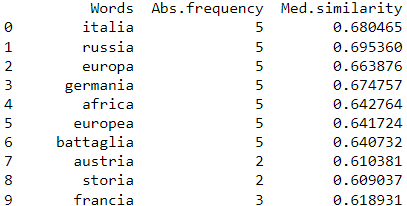 Words Abs.frequency Med.similarity
0 italia 5 0.680465
1 russia 5 0.695360
2 europa 5 0.663876
3 germania 5 0.674757
4 africa 5 0.642764
5 europea 5 0.641724
6 battaglia 5 0.640732
7 austria 2 0.610381
8 storia 2 0.609037
9 francia 3 0.618931